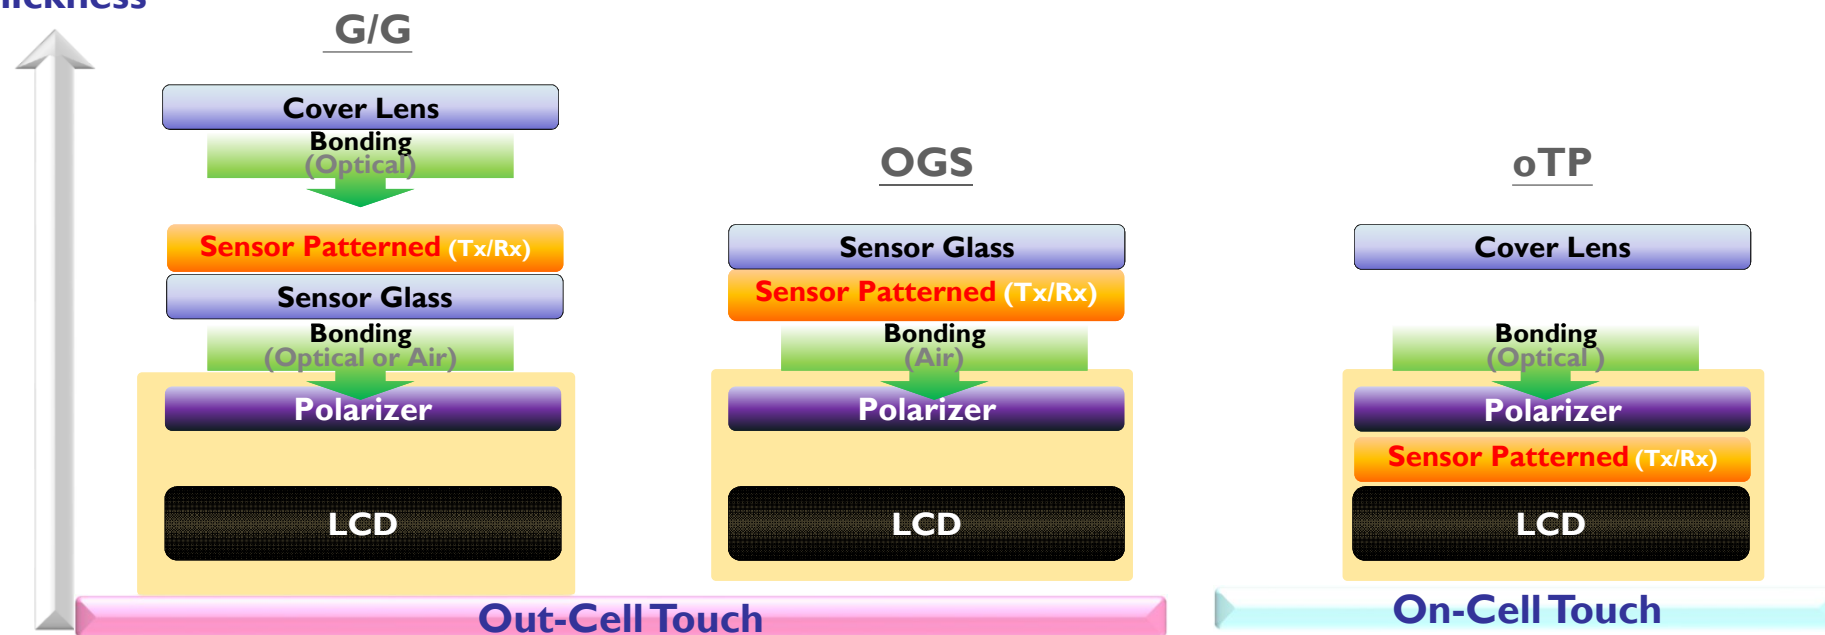 G/G
Cover Lens
Bonding
(Optical)
Sensor Patterned (Tx/Rx)
Sensor Glass
Bonding
(Optical or Air)
Polarizer
LCD
OGS
Sensor Glass
Sensor Patterned (Tx/Rx)
Bonding
(Air)
Polarizer
LCD
Out-Cell Touch
oTP
Cover Lens
Bonding
(Optical )
Polarizer
Sensor Patterned (Tx/Rx)
LCD
On-Cell Touch